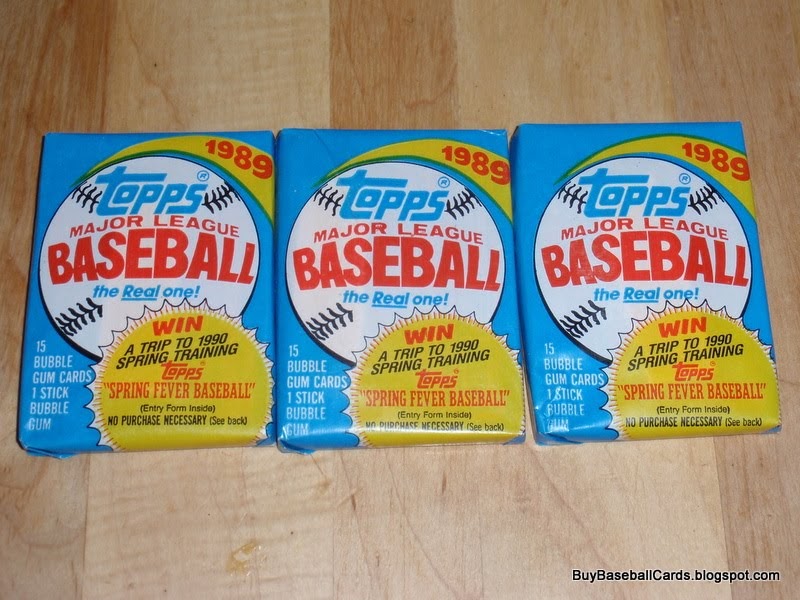 1989
TOPPS®
MAJOR LEAGUE
BASEBALL
the Real one!
WIN
A TRIP TO 1990
SPRING TRAINING
Topps
"SPRING FEVER BASEBALL"
(Entry Form Inside)
NO PURCHASE NECESSARY (See back)
15
BUBBLE
GUM CARDS
1 STICK
BUBBLE
GUM
1989
TOPPS®
MAJOR LEAGUE
BASEBALL
the Real one!
WIN
A TRIP TO 1990
SPRING TRAINING
Topps
"SPRING FEVER BASEBALL"
(Entry Form Inside)
NO PURCHASE NECESSARY (See back)
15
BUBBLE
GUM CARDS
1 STICK
BUBBLE
GUM
1989
TOPPS®
MAJOR LEAGUE
BASEBALL
the Real one!
WIN
A TRIP TO 1990
SPRING TRAINING
Topps
"SPRING FEVER BASEBALL"
(Entry Form Inside)
NO PURCHASE NECESSARY (See back)
15
BUBBLE
GUM CARDS
1 STICK
BUBBLE
GUM
BuyBaseballCards.blogspot.com